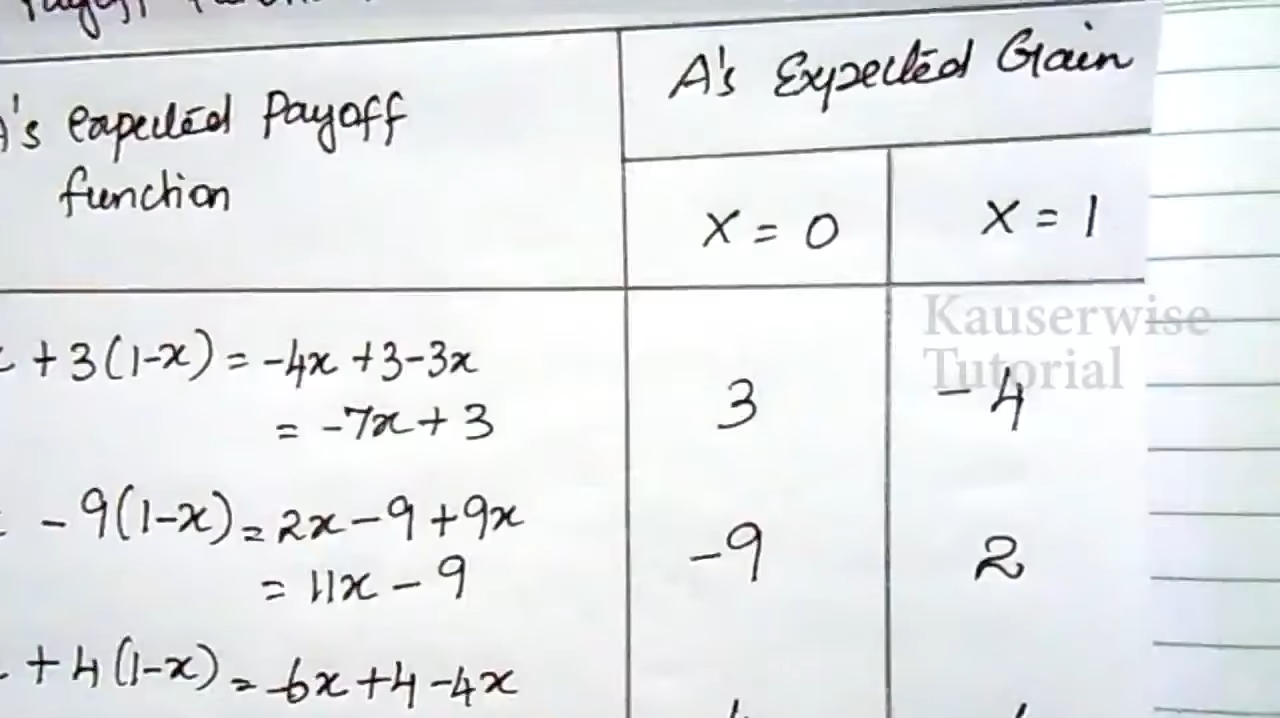 Payoff
A's Expected Gain
A's expected Payoff
function
X = 0
X = 1
Kauserwise
Tutorial
+ 3(1-x) = -4x + 3 - 3x
= -7x + 3
3
- 4
- 9(1-x) = 2x - 9 + 9x
= 11x - 9
-9
2
+ 4(1-x) = -6x + 4 - 4x